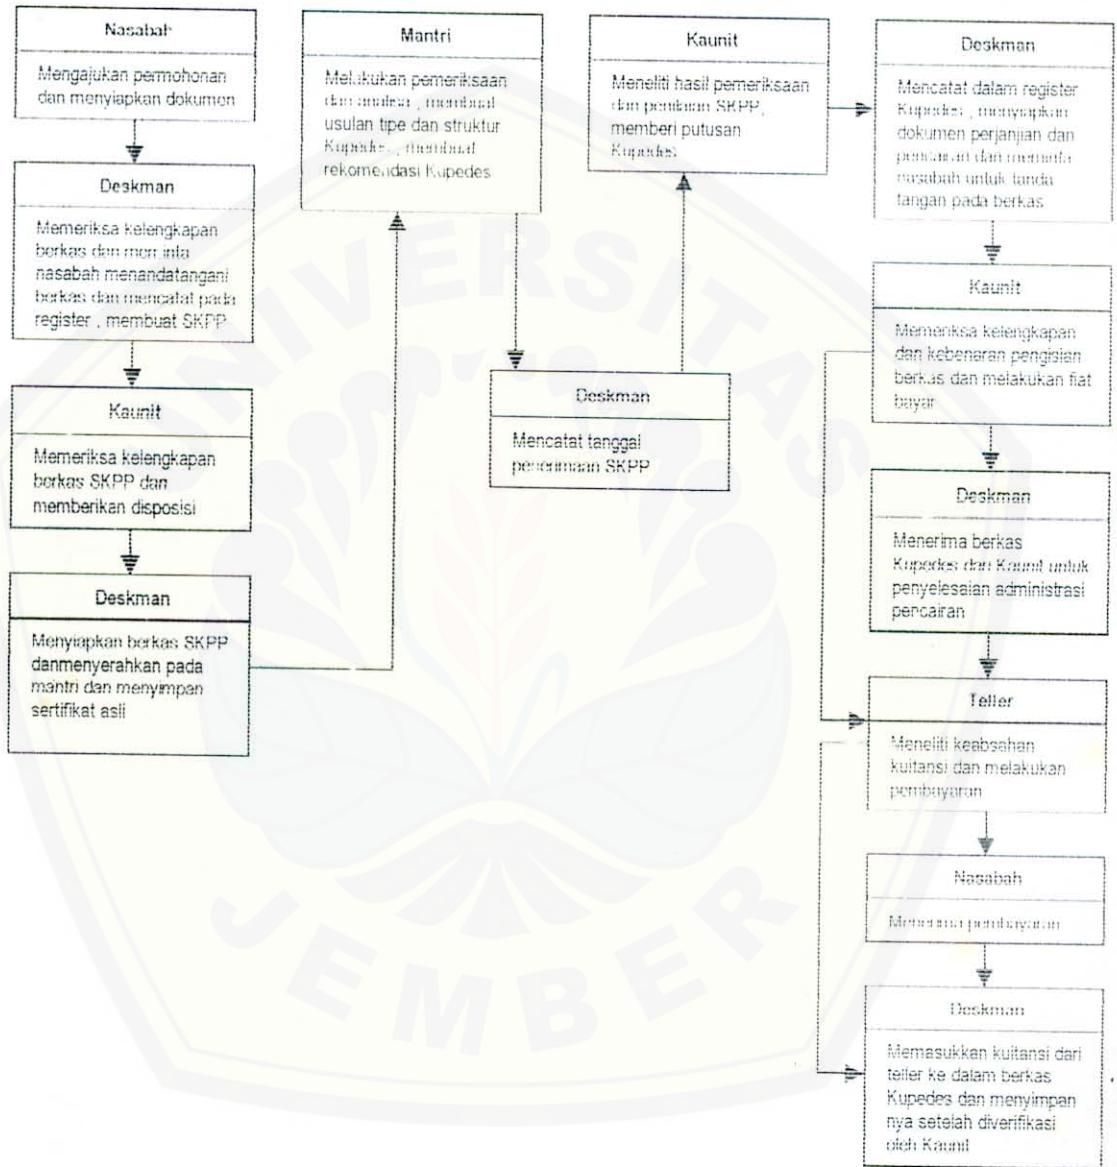 Nasabah
Mengajukan permohonan
dan menyiapkan dokumen
Deskman
Memeriksa kelengkapan
berkas dan meminta
nasabah menandatangani
berkas dan mencatat pada
register , membuat SKPP
Kaunit
Memeriksa kelengkapan
berkas SKPP dan
memberikan disposisi
Deskman
Menyiapkan berkas SKPP
danmenyerahkan pada
mantri dan menyimpan
sertifikat asli
Mantri
Melakukan pemeriksaan
dan analisa , membuat
usulan tipe dan struktur
Kupedes , membuat
rekomendasi Kupedes
Deskman
Mencatat tanggal
penerimaan SKPP
Kaunit
Meneliti hasil pemeriksaan
dan penilaian SKPP,
memberi putusan
Kupedes
Deskman
Mencatat dalam register
Kupedes , menyiapkan
dokumen perjanjian dan
pencairan dan meminta
nasabah untuk tanda
tangan pada berkas
Kaunit
Memeriksa kelengkapan
dan kebenaran pengisian
berkas dan melakukan fiat
bayar
Deskman
Menerima berkas
Kupedes dari Kaunit untuk
penyelesaian administrasi
pencairan
Teller
Meneliti keabsahan
kuitansi dan melakukan
pembayaran
Nasabah
Menerima pembayaran
Deskman
Memasukkan kuitansi dari
teller ke dalam berkas
Kupedes dan menyimpan
nya setelah diverifikasi
oleh Kaunit
UNIVERSITAS
JEMBER